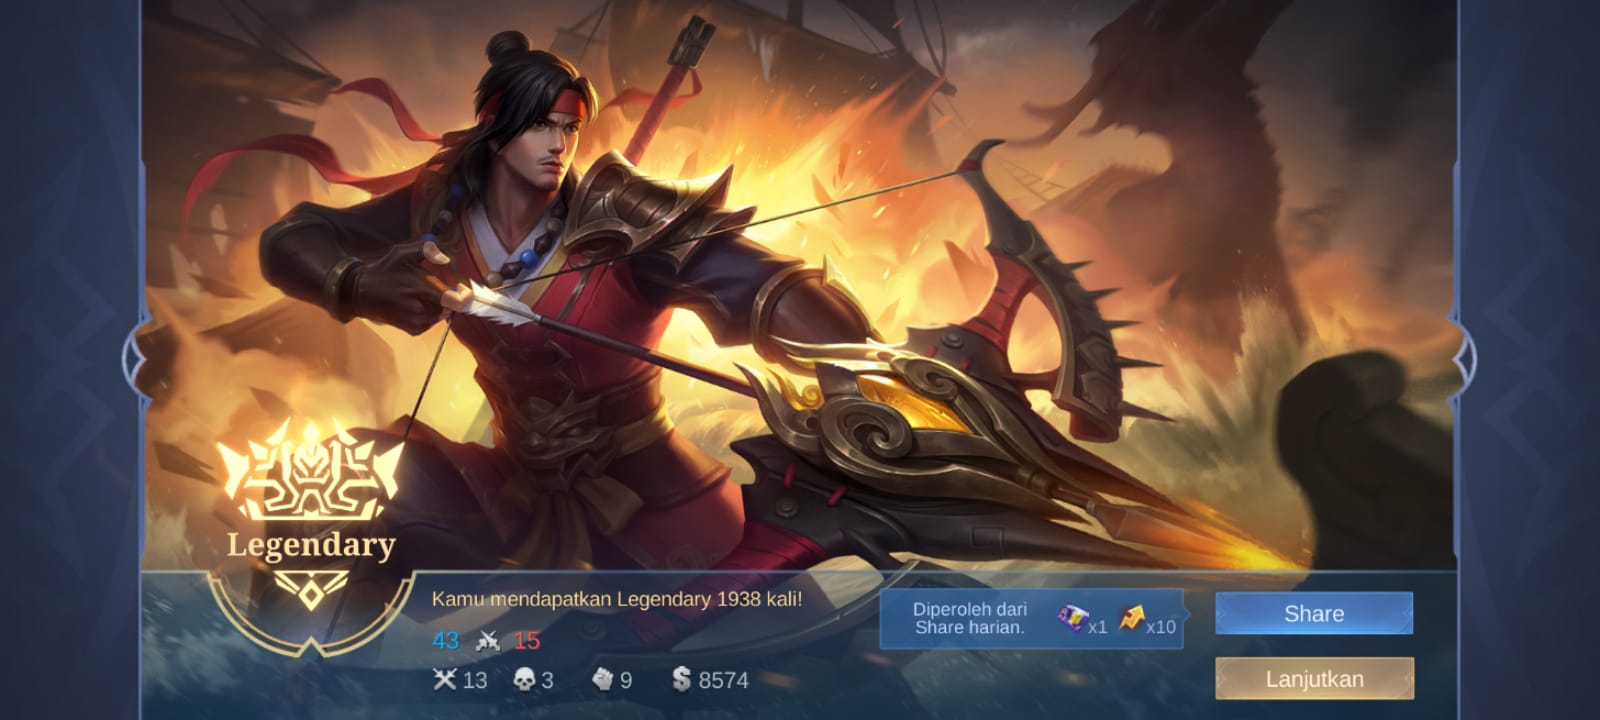 Legendary
Kamu mendapatkan Legendary 1938 kali!
43 15
13 3 9 8574
Diperoleh dari
Share harian.
x1 x10
Share
Lanjutkan